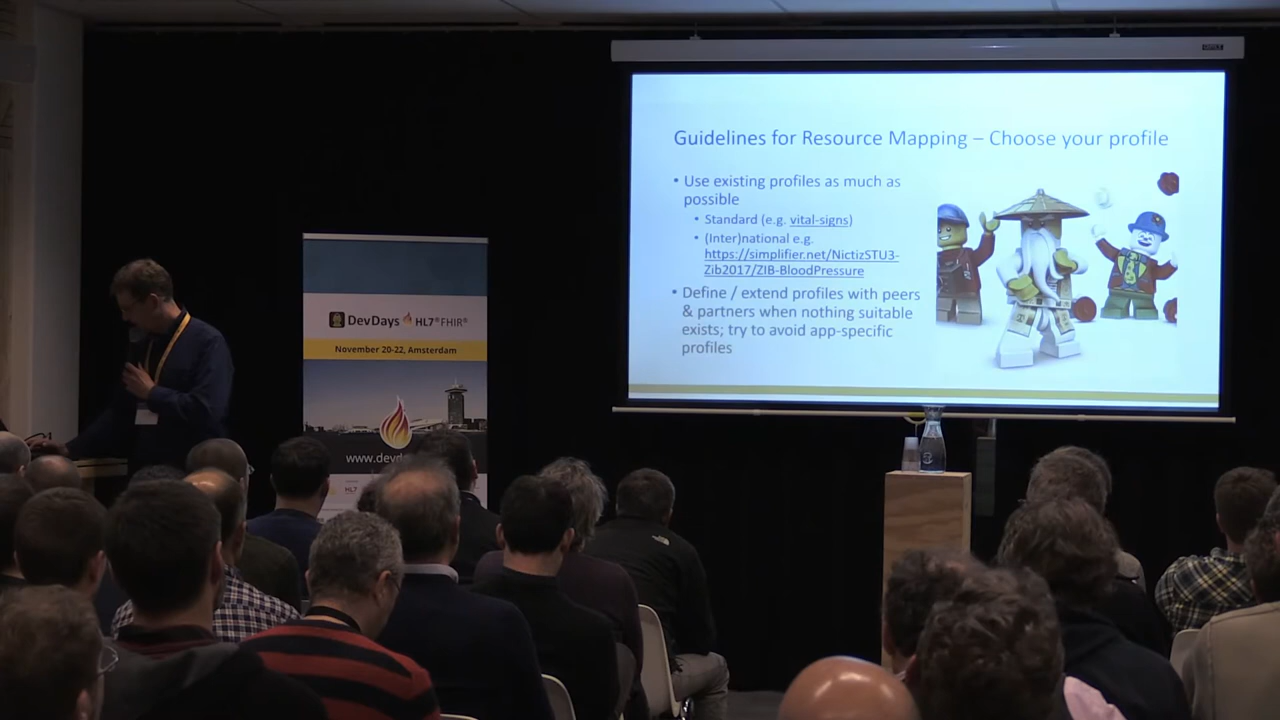 Guidelines for Resource Mapping – Choose your profile
• Use existing profiles as much as
possible
• Standard (e.g. vital-signs)
• (Inter)national e.g.
https://simplifier.net/NictizSTU3-
Zib2017/ZIB-BloodPressure
• Define / extend profiles with peers
& partners when nothing suitable
exists; try to avoid app-specific
profiles
DevDays HL7® FHIR®
November 20-22, Amsterdam
www.devd
HL7